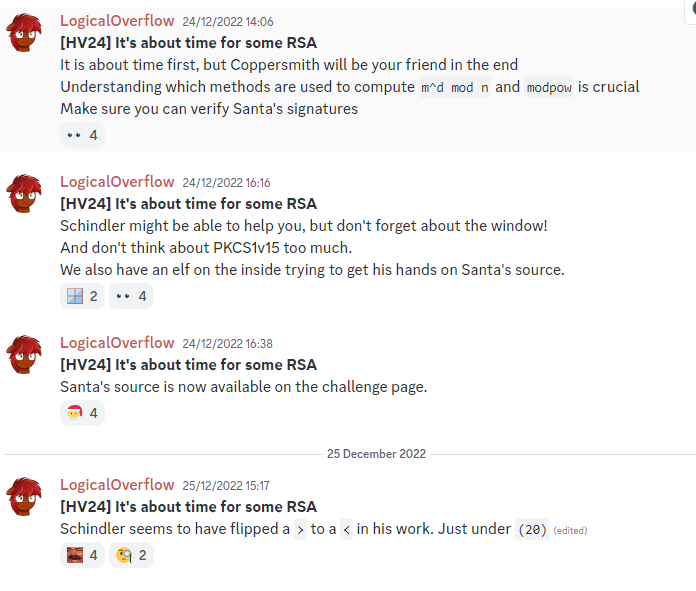 LogicalOverflow 24/12/2022 14:06
[HV24] It's about time for some RSA
It is about time first, but Coppersmith will be your friend in the end
Understanding which methods are used to compute m^d mod n and modpow is crucial
Make sure you can verify Santa's signatures
4
LogicalOverflow 24/12/2022 16:16
[HV24] It's about time for some RSA
Schindler might be able to help you, but don't forget about the window!
And don't think about PKCS1v15 too much.
We also have an elf on the inside trying to get his hands on Santa's source.
2 4
LogicalOverflow 24/12/2022 16:38
[HV24] It's about time for some RSA
Santa's source is now available on the challenge page.
4
25 December 2022
LogicalOverflow 25/12/2022 15:17
[HV24] It's about time for some RSA
Schindler seems to have flipped a > to a < in his work. Just under (20) (edited)
4 2